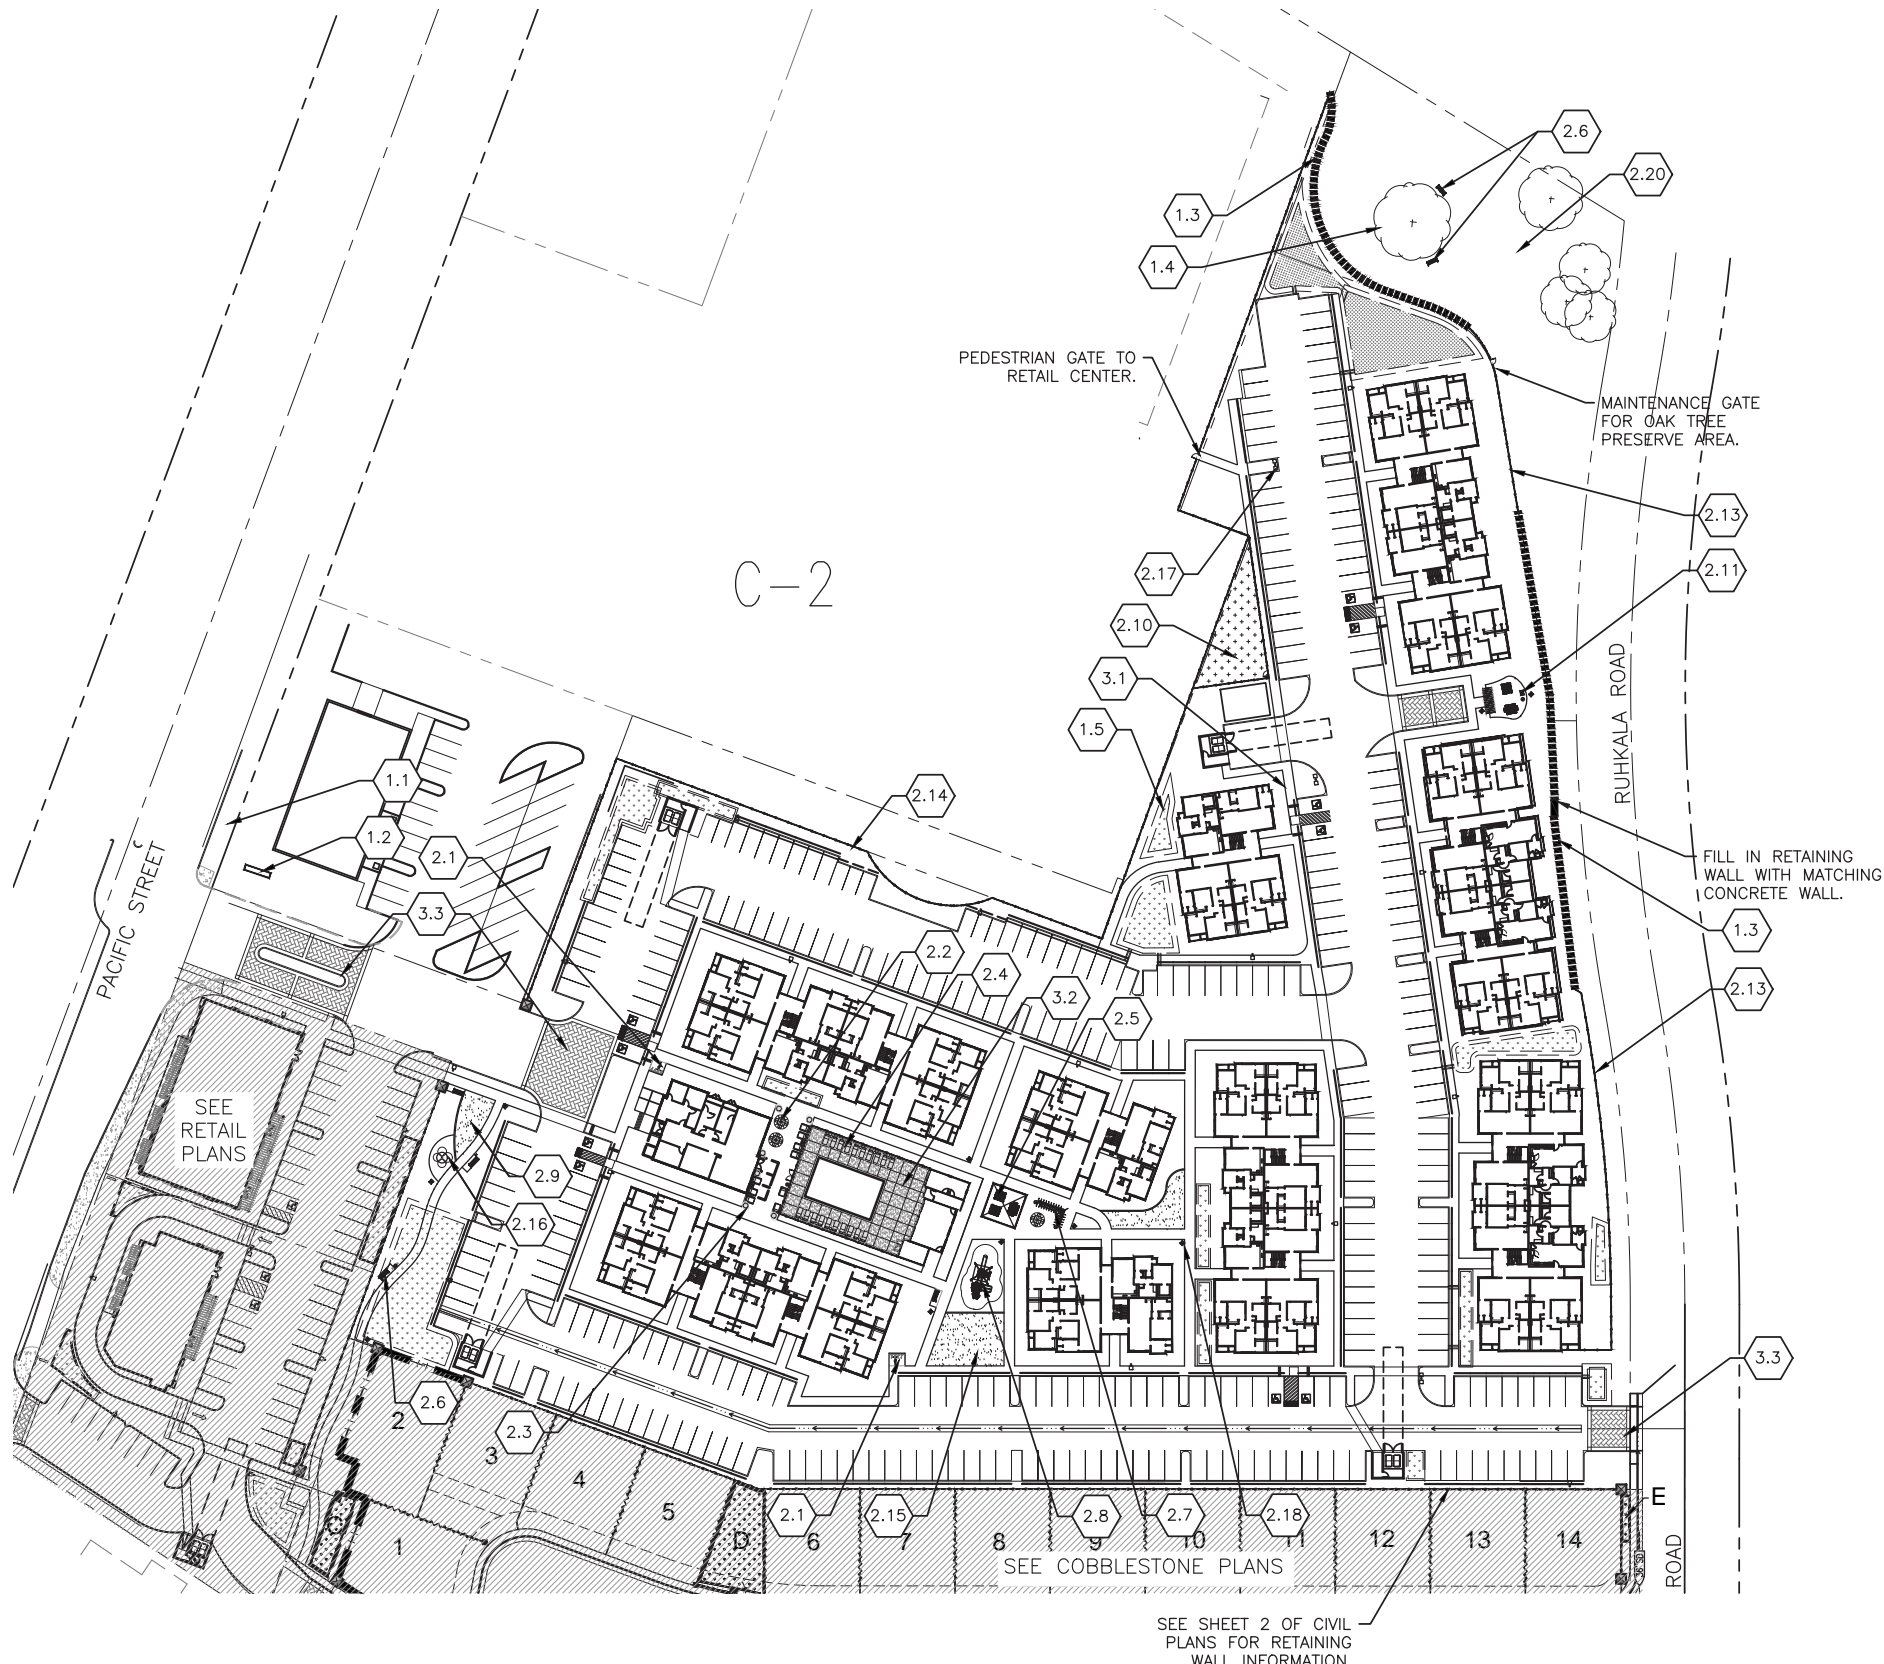 2.6
2.20
1.3
1.4
PEDESTRIAN GATE TO
RETAIL CENTER.
MAINTENANCE GATE
FOR OAK TREE
PRESERVE AREA.
2.13
2.17
2.11
C-2
2.10
3.1
1.5
RUHKALA ROAD
1.1
2.14
1.2
2.1
FILL IN RETAINING
WALL WITH MATCHING
CONCRETE WALL.
3.3
PACIFIC STREET
2.2
2.4
3.2
2.5
1.3
2.13
SEE
RETAIL
PLANS
2.9
2.16
2.6
2.3
3.3
2
3
4
5
1
C
D
2.1
2.15
2.8
2.7
2.18
6
7
8
9
10
11
12
13
14
E
SEE COBBLESTONE PLANS
ROAD
SEE SHEET 2 OF CIVIL
PLANS FOR RETAINING
WALL INFORMATION.